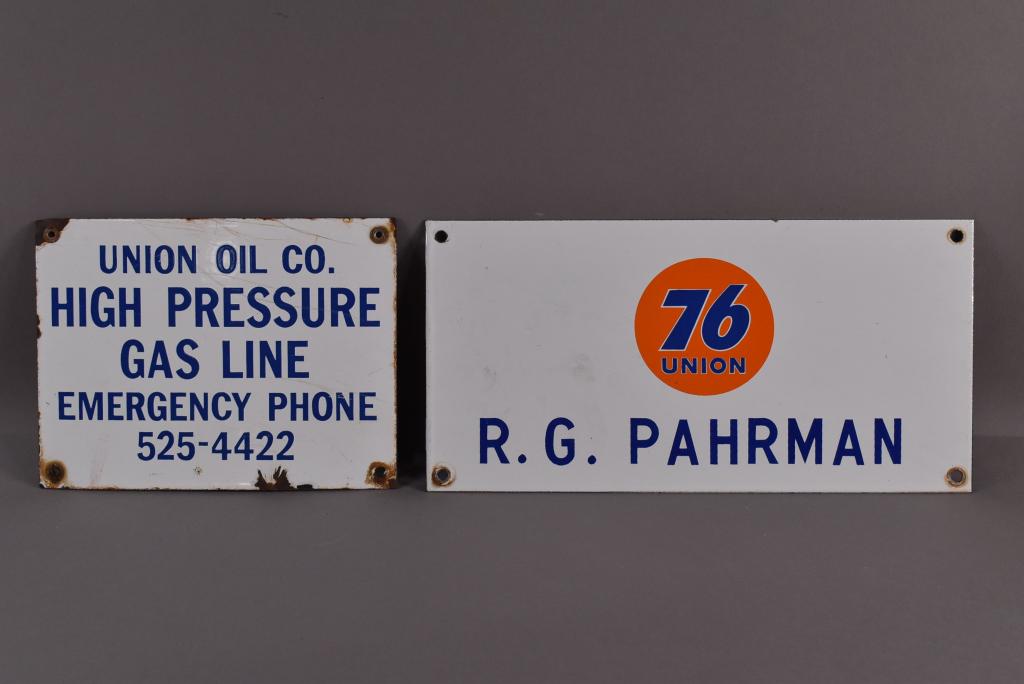 UNION OIL CO.
HIGH PRESSURE
GAS LINE
EMERGENCY PHONE
525-4422
76
UNION
R.G. PAHRMAN